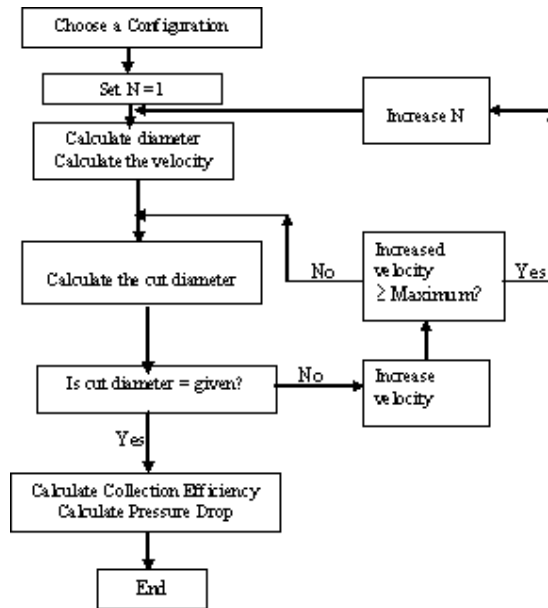 Choose a Configuration
Set N=1
Increase N
Calculate diameter
Calculate the velocity
Increased
velocity
≥ Maximum?
No
Yes
Calculate the cut diameter
Is cut diameter = given?
No
Increase
velocity
Yes
Calculate Collection Efficiency
Calculate Pressure Drop
End